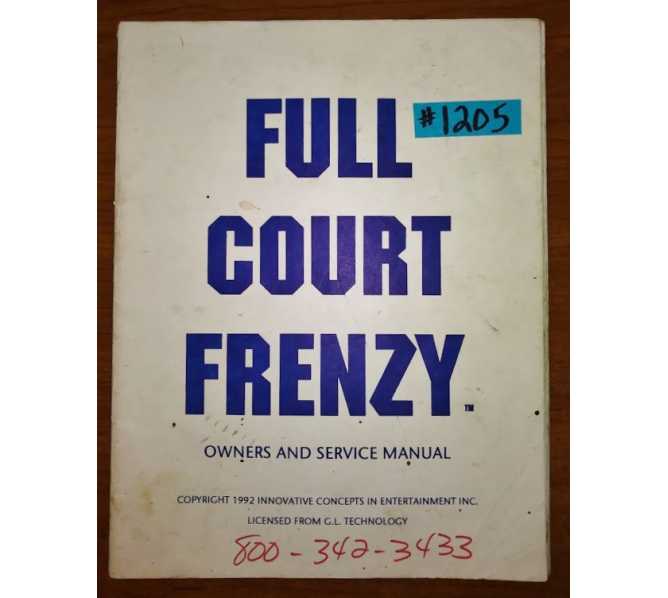 FULL
#1205
COURT
FRENZY™
OWNERS AND SERVICE MANUAL
COPYRIGHT 1992 INNOVATIVE CONCEPTS IN ENTERTAINMENT INC.
LICENSED FROM G.L. TECHNOLOGY
800-342-3433